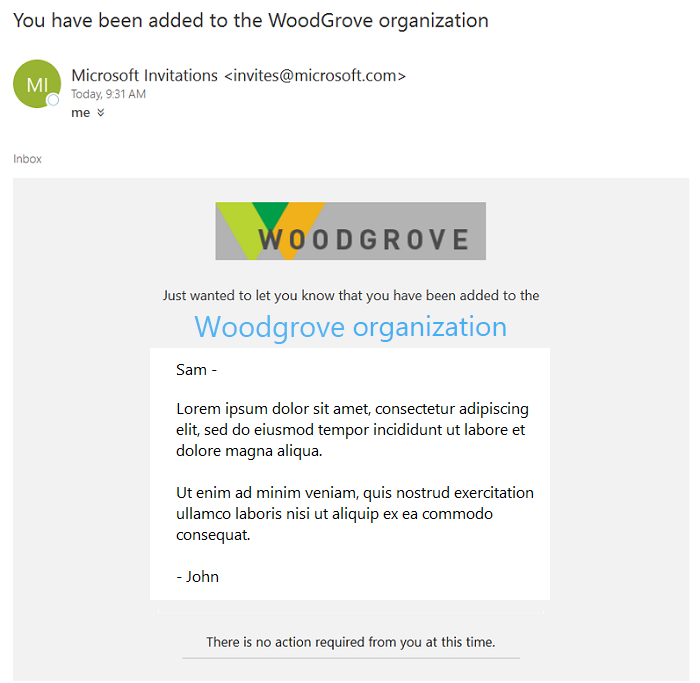 You have been added to the WoodGrove organization
MI
Microsoft Invitations <invites@microsoft.com>
Today, 9:31 AM
me
Inbox
WOODGROVE
Just wanted to let you know that you have been added to the
Woodgrove organization
Sam -
Lorem ipsum dolor sit amet, consectetur adipiscing
elit, sed do eiusmod tempor incididunt ut labore et
dolore magna aliqua.
Ut enim ad minim veniam, quis nostrud exercitation
ullamco laboris nisi ut aliquip ex ea commodo
consequat.
- John
There is no action required from you at this time.